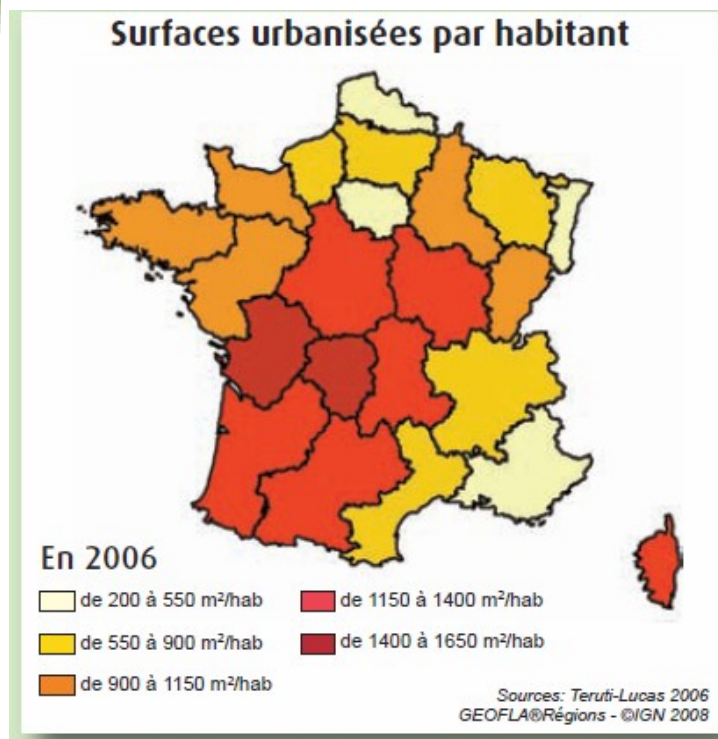 Surfaces urbanisées par habitant
En 2006
de 200 à 550 m²/hab
de 550 à 900 m²/hab
de 900 à 1150 m²/hab
de 1150 à 1400 m²/hab
de 1400 à 1650 m²/hab
Sources: Teruti-Lucas 2006
GEOFLA®Régions - ©IGN 2008